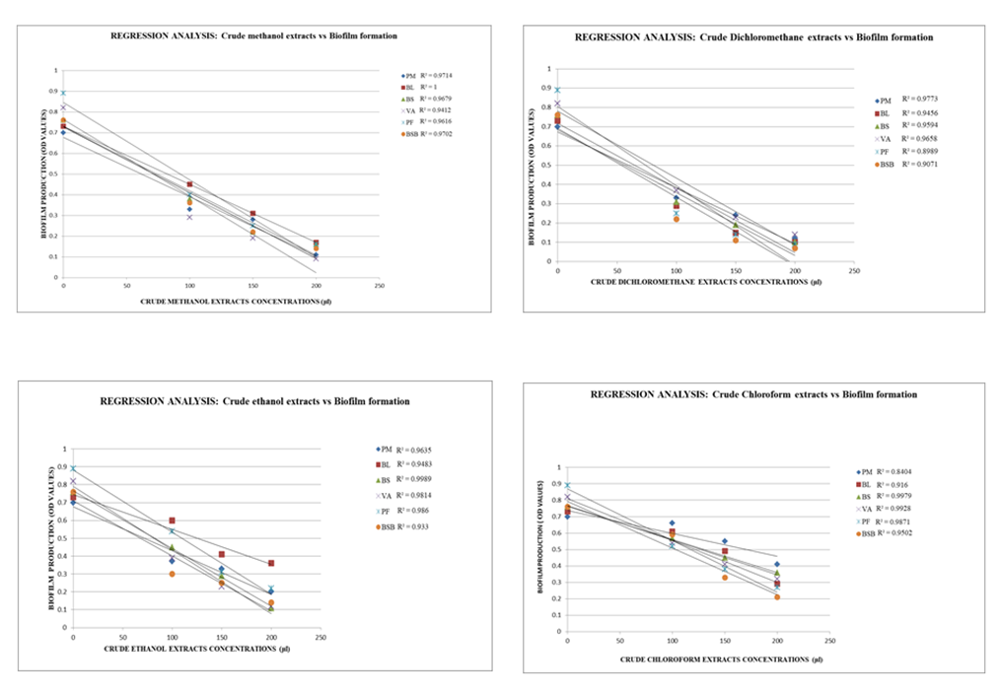 REGRESSION ANALYSIS: Crude methanol extracts vs Biofilm formation
BIOFILM PRODUCTION (OD VALUES)
1
0.9
0.8
0.7
0.6
0.5
0.4
0.3
0.2
0.1
0
0 50 100 150 200 250
CRUDE METHANOL EXTRACTS CONCENTRATIONS (µl)
PM R² = 0.9714
BL R² = 1
BS R² = 0.9679
VA R² = 0.9412
PF R² = 0.9616
BSB R² = 0.9702
REGRESSION ANALYSIS: Crude Dichloromethane extracts vs Biofilm formation
BIOFILM PRODUCTION (OD VALUES)
1
0.9
0.8
0.7
0.6
0.5
0.4
0.3
0.2
0.1
0
0 50 100 150 200 250
CRUDE DICHLOROMETHANE EXTRACTS CONCENTRATIONS (µl)
PM R² = 0.9773
BL R² = 0.9456
BS R² = 0.9594
VA R² = 0.9658
PF R² = 0.8989
BSB R² = 0.9071
REGRESSION ANALYSIS: Crude ethanol extracts vs Biofilm formation
BIOFILM PRODUCTION (OD VALUES)
1
0.9
0.8
0.7
0.6
0.5
0.4
0.3
0.2
0.1
0
0 50 100 150 200 250
CRUDE ETHANOL EXTRACTS CONCENTRATIONS (µl)
PM R² = 0.9635
BL R² = 0.9483
BS R² = 0.9989
VA R² = 0.9814
PF R² = 0.986
BSB R² = 0.933
REGRESSION ANALYSIS: Crude Chloroform extracts vs Biofilm formation
BIOFILM PRODUCTION ( OD VALUES)
1
0.9
0.8
0.7
0.6
0.5
0.4
0.3
0.2
0.1
0
0 50 100 150 200 250
CRUDE CHLOROFORM EXTRACTS CONCENTRATIONS (µl)
PM R² = 0.8404
BL R² = 0.916
BS R² = 0.9979
VA R² = 0.9928
PF R² = 0.9871
BSB R² = 0.9502